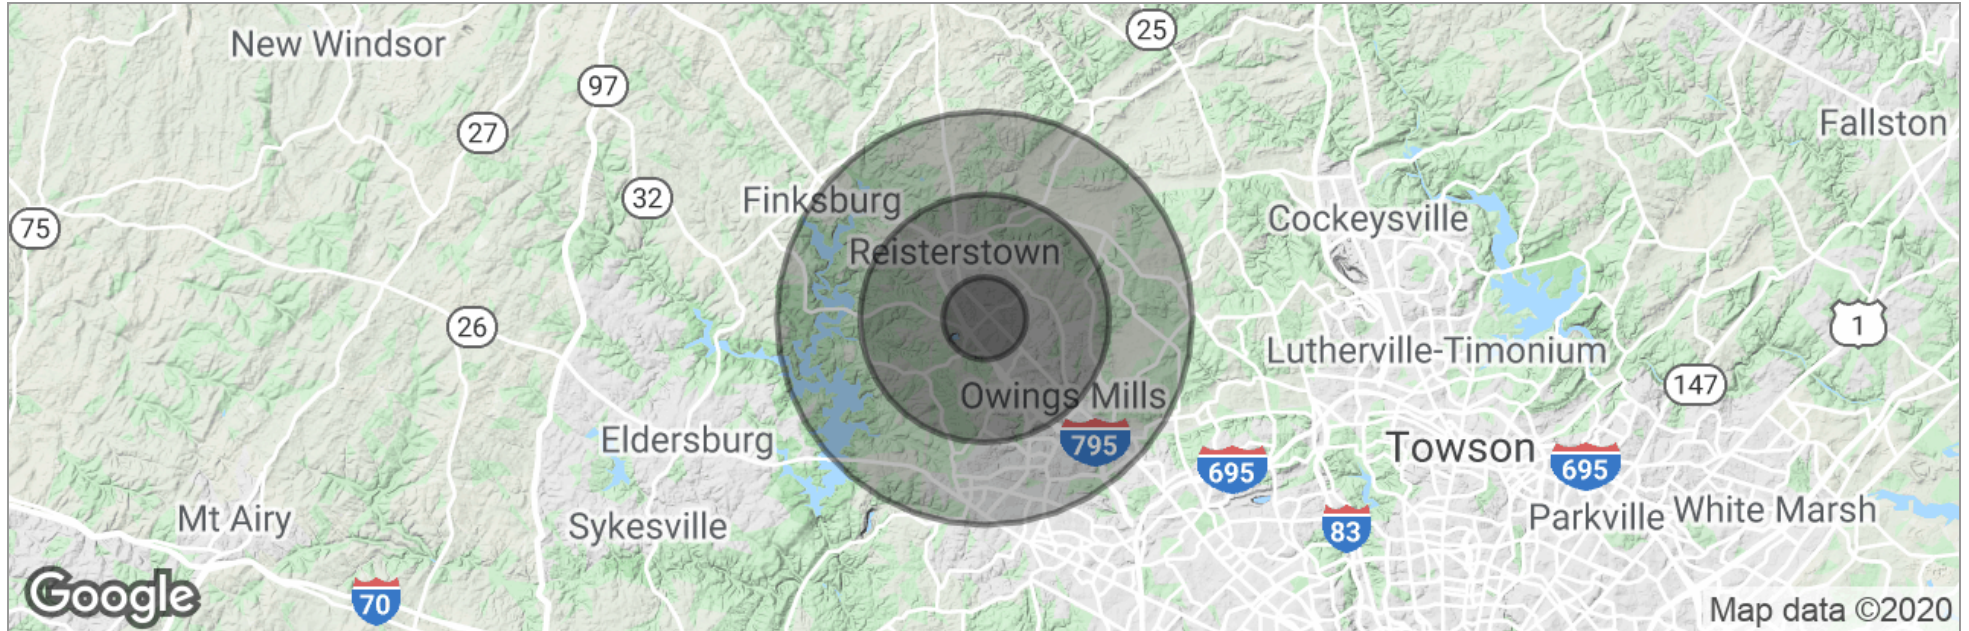 25
New Windsor
97
Fallston
27
32
Finksburg
75
Cockeysville
Reisterstown
26
1
Lutherville-Timonium
147
Owings Mills
Eldersburg
795
Towson
695
695
Mt Airy
Sykesville
83
Parkville
White Marsh
Google
70
Map data ©2020